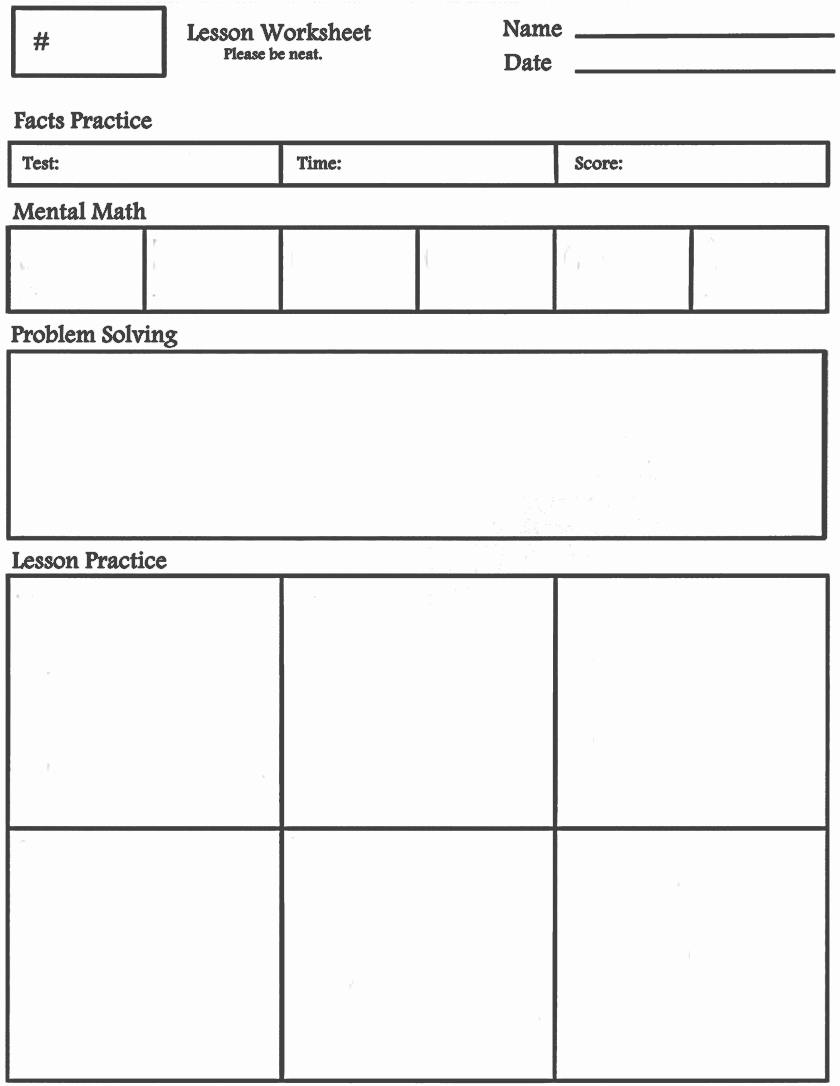 #
Lesson Worksheet
Please be neat.
Name
Date
Facts Practice
Test: Time: Score:
Mental Math
Problem Solving
Lesson Practice